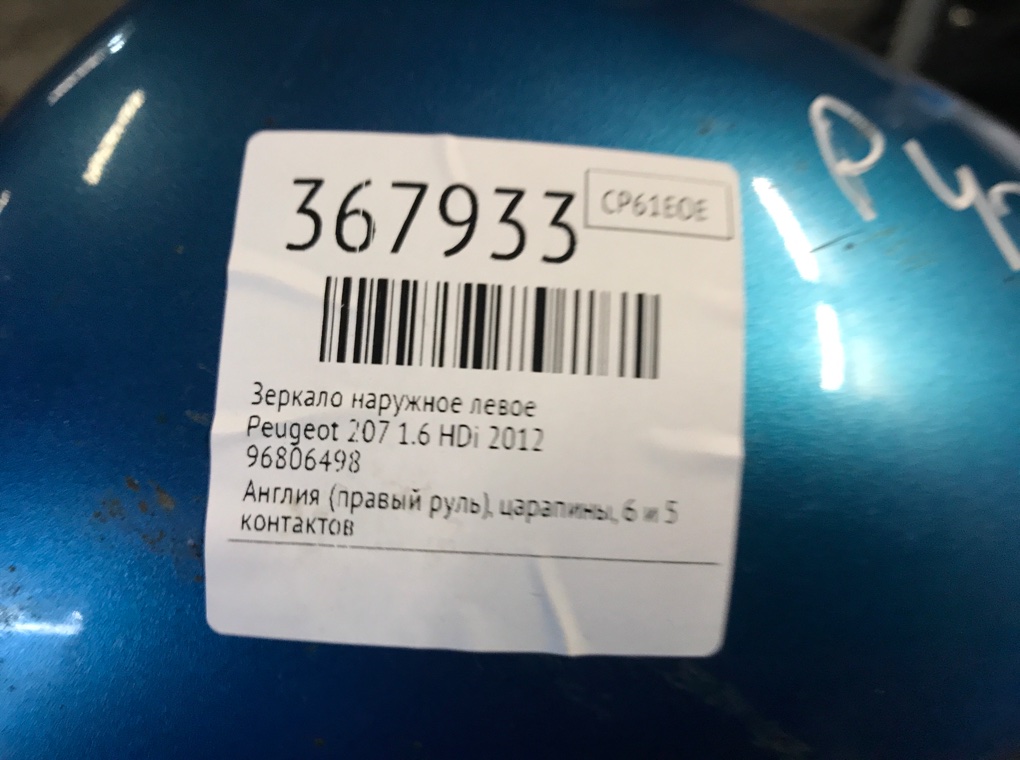 367933
CP61EOE
Зеркало наружное левое
Peugeot 207 1.6 HDi 2012
96806498
Англия (правый руль), царапины, 6 и 5
контактов